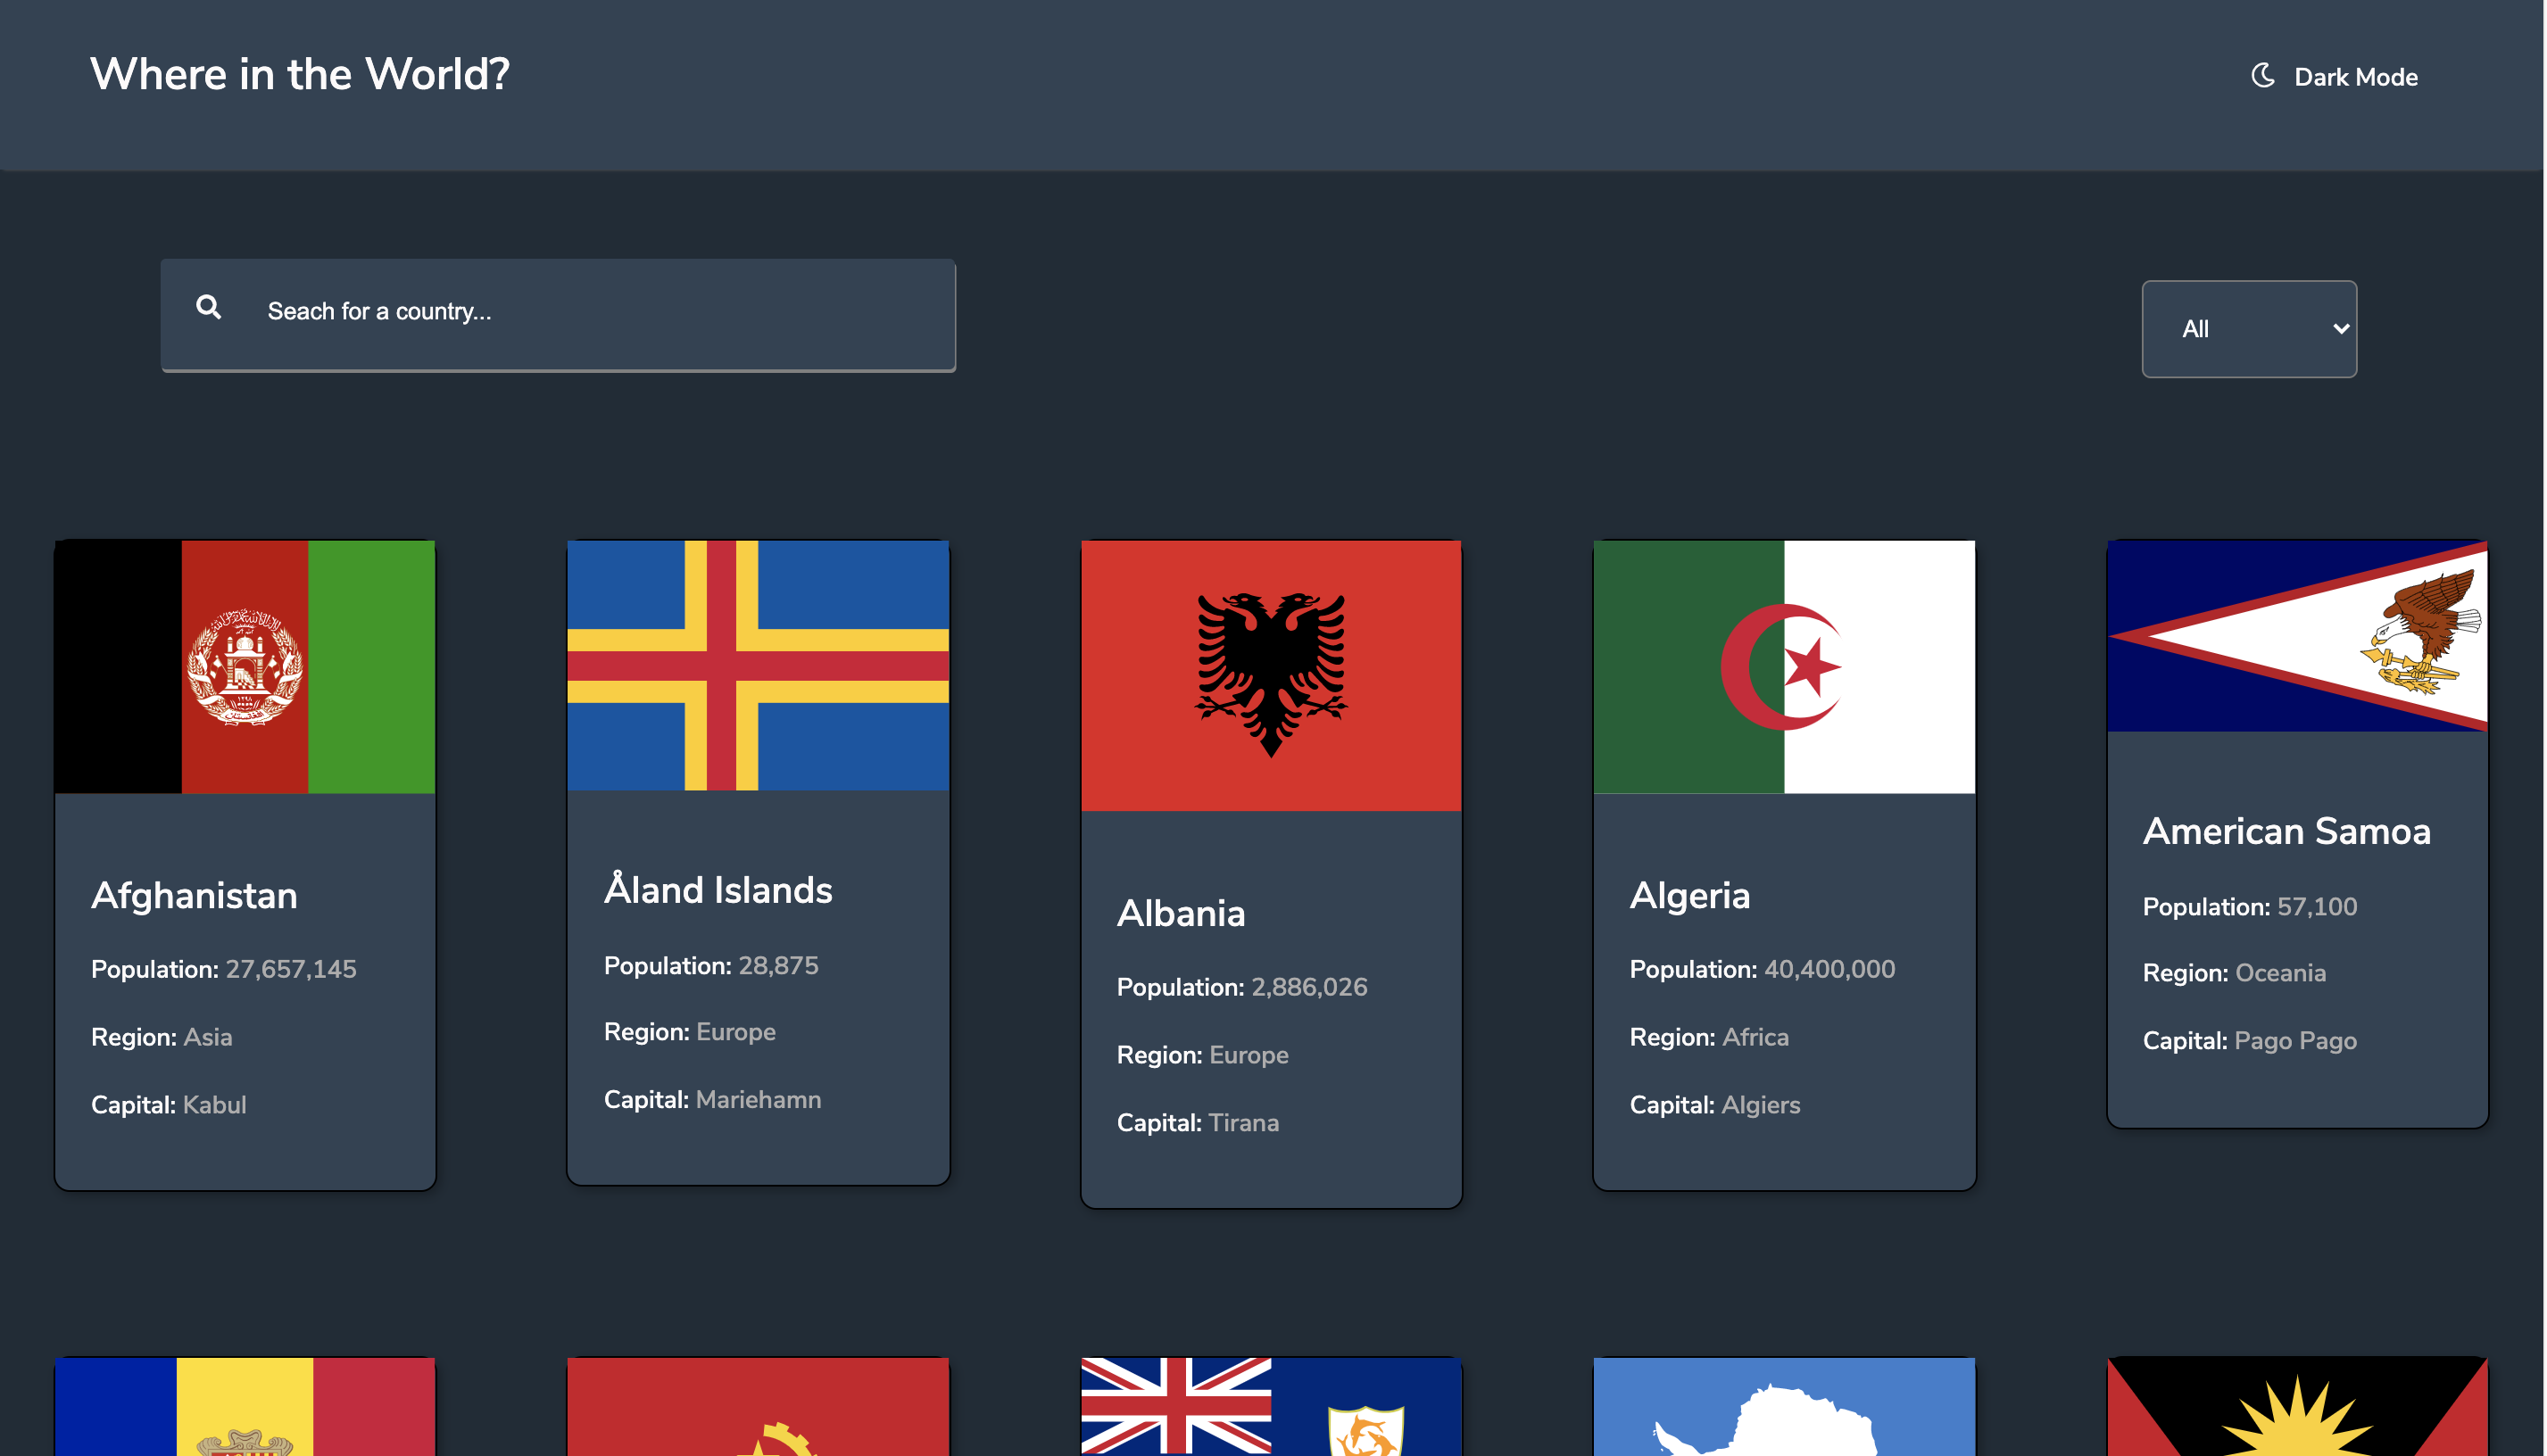 Where in the World?
Dark Mode
Seach for a country...
All
Afghanistan
Population: 27,657,145
Region: Asia
Capital: Kabul
Åland Islands
Population: 28,875
Region: Europe
Capital: Mariehamn
Albania
Population: 2,886,026
Region: Europe
Capital: Tirana
Algeria
Population: 40,400,000
Region: Africa
Capital: Algiers
American Samoa
Population: 57,100
Region: Oceania
Capital: Pago Pago